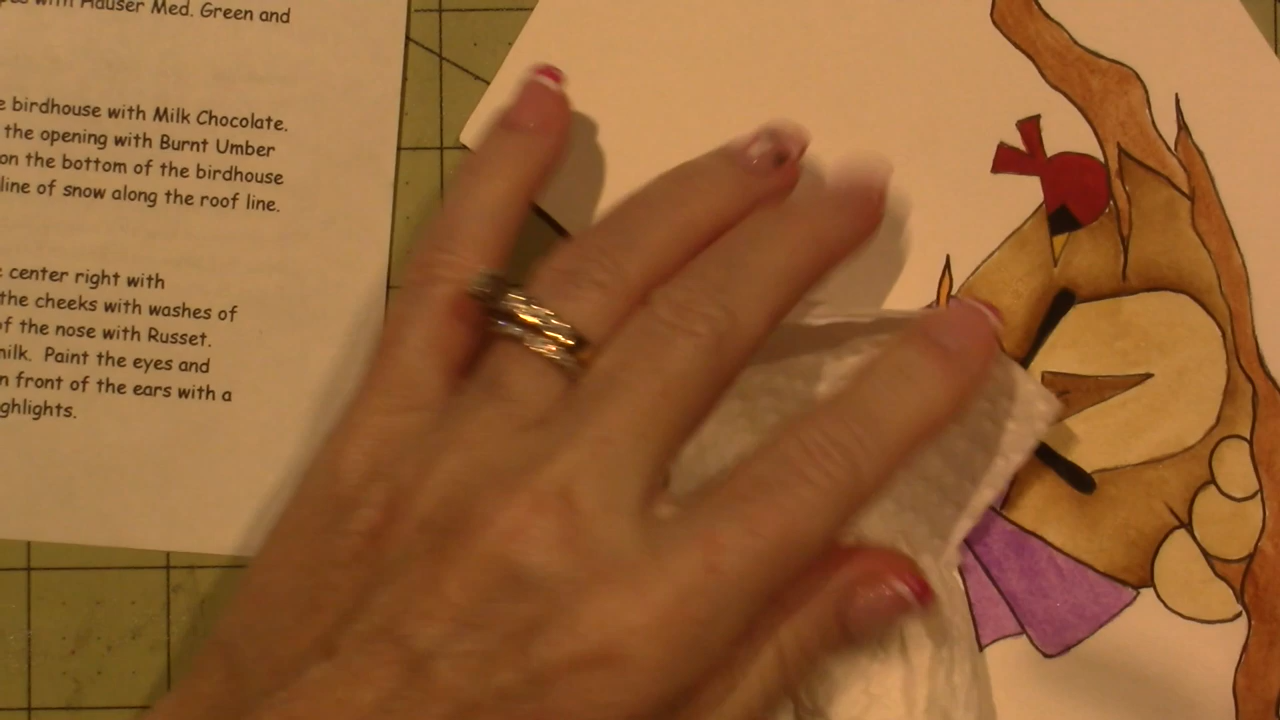 with Hauser Med. Green and
birdhouse with Milk Chocolate.
the opening with Burnt Umber
on the bottom of the birdhouse
line of snow along the roof line.
center right with
the cheeks with washes of
of the nose with Russet.
Paint the eyes and
front of the ears with a